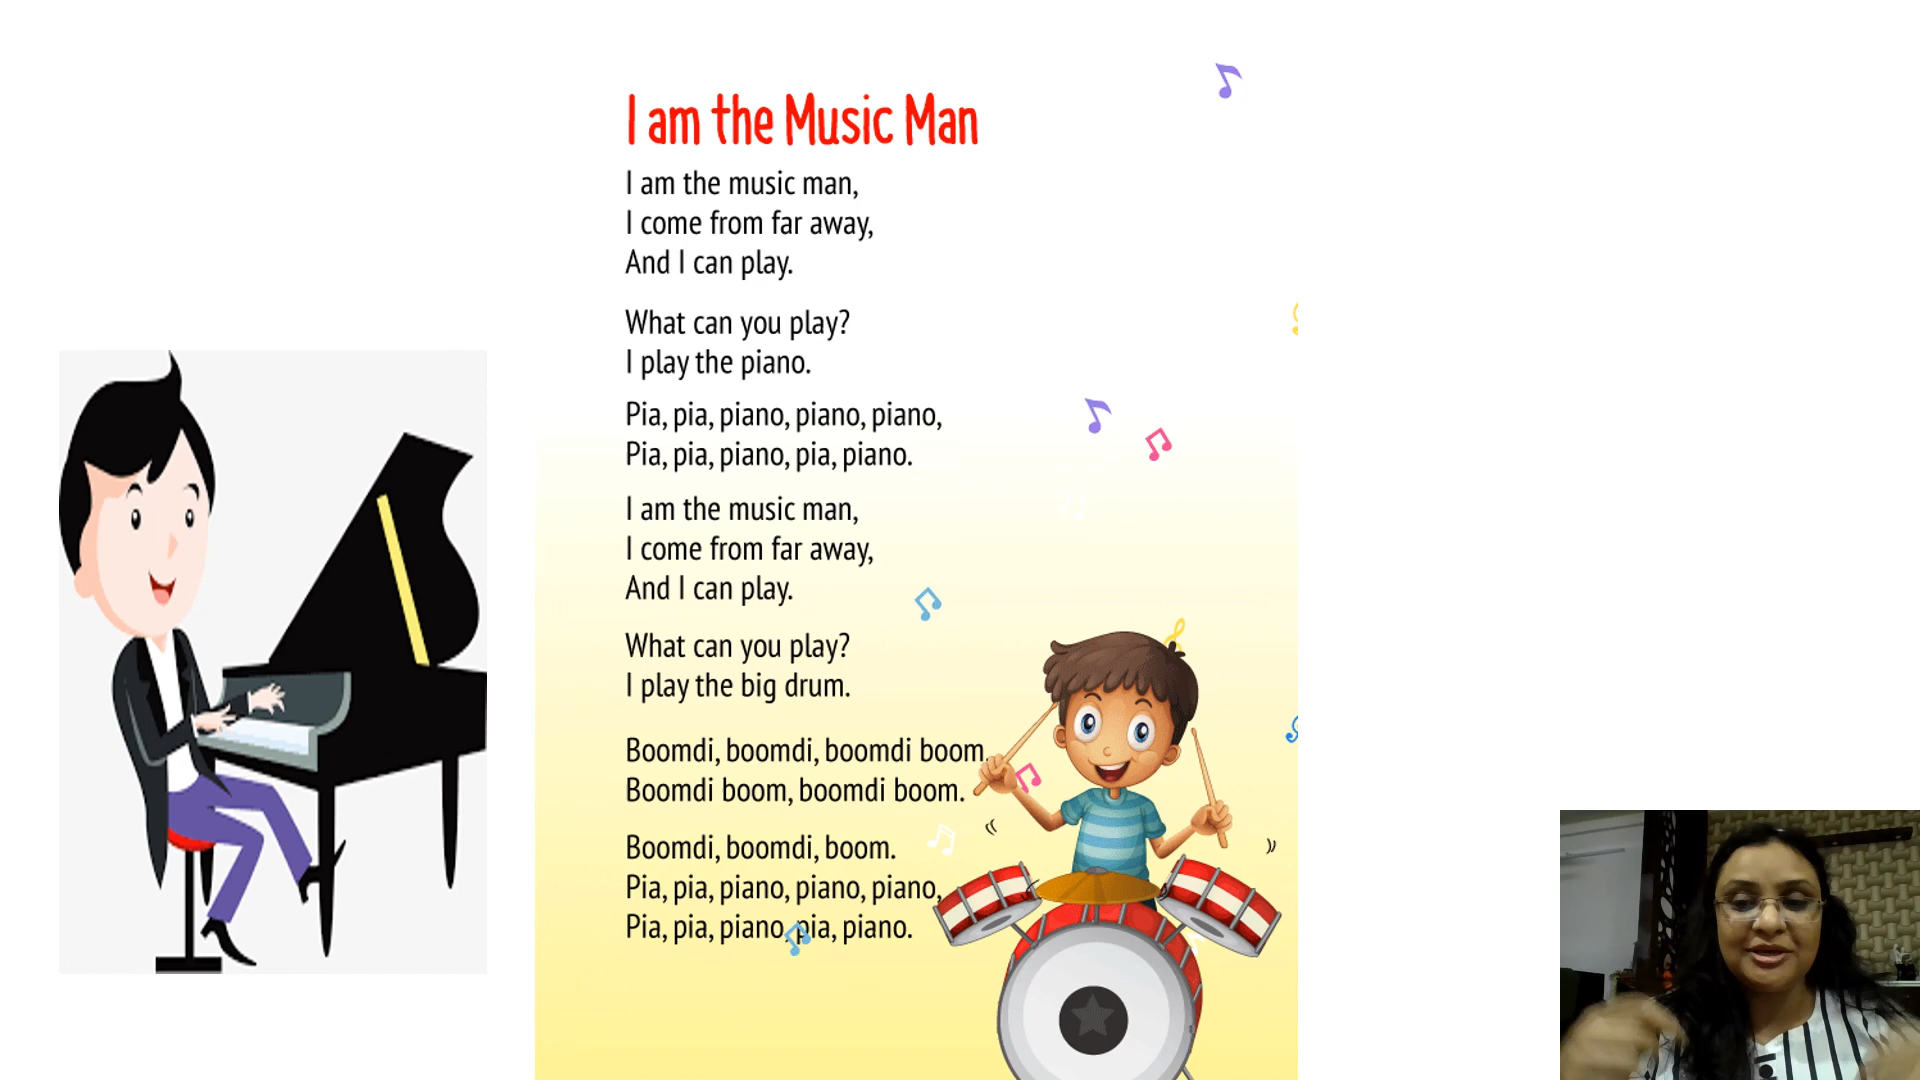 I am the Music Man
I am the music man,
I come from far away,
And I can play.
What can you play?
I play the piano.
Pia, pia, piano, piano, piano,
Pia, pia, piano, pia, piano.
I am the music man,
I come from far away,
And I can play.
What can you play?
I play the big drum.
Boomdi, boomdi, boomdi boom.
Boomdi boom, boomdi boom.
Boomdi, boomdi, boom.
Pia, pia, piano, piano, piano,
Pia, pia, piano, pia, piano.